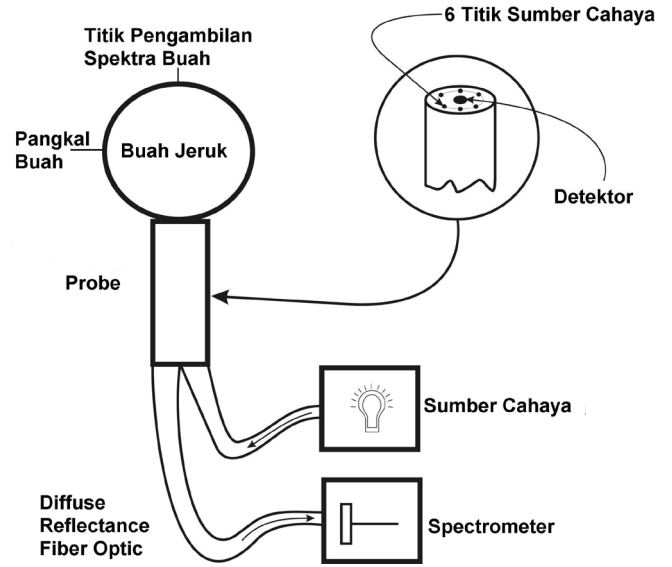 6 Titik Sumber Cahaya
Titik Pengambilan
Spektra Buah
Pangkal
Buah
Buah Jeruk
Detektor
Probe
Sumber Cahaya
Diffuse
Reflectance
Fiber Optic
Spectrometer